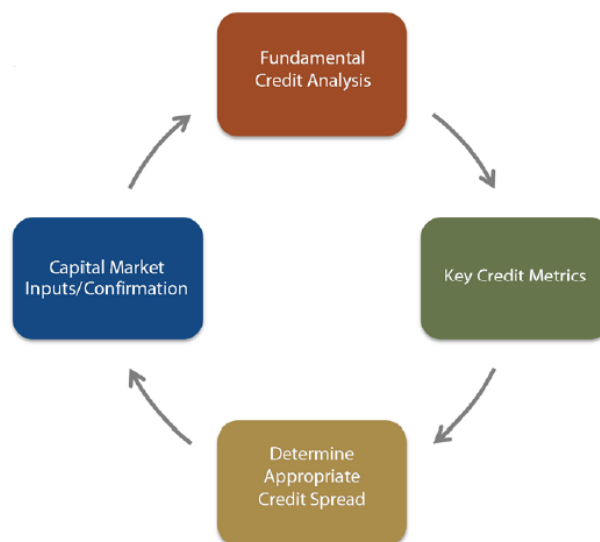 Fundamental
Credit Analysis
Capital Market
Inputs/Confirmation
Key Credit Metrics
Determine
Appropriate
Credit Spread